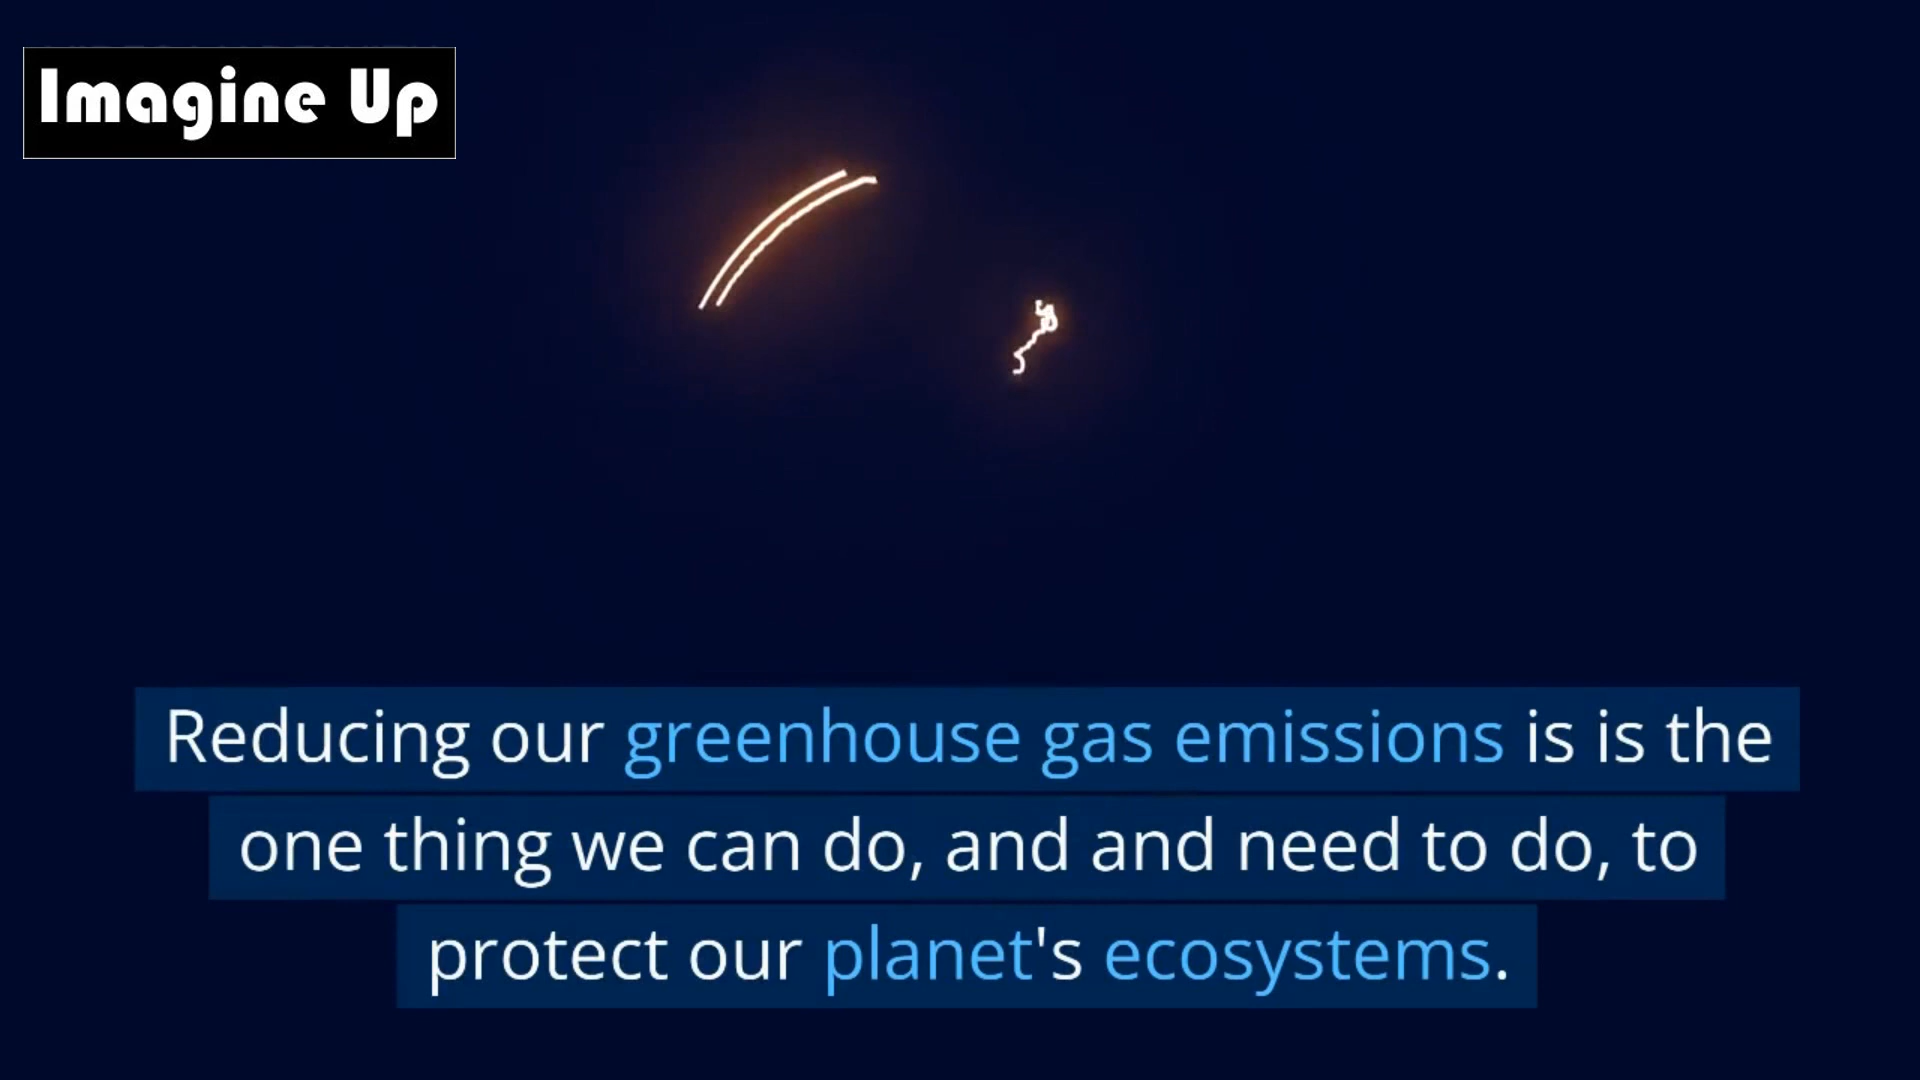 Imagine Up
Reducing our greenhouse gas emissions is is the
one thing we can do, and and need to do, to
protect our planet's ecosystems.